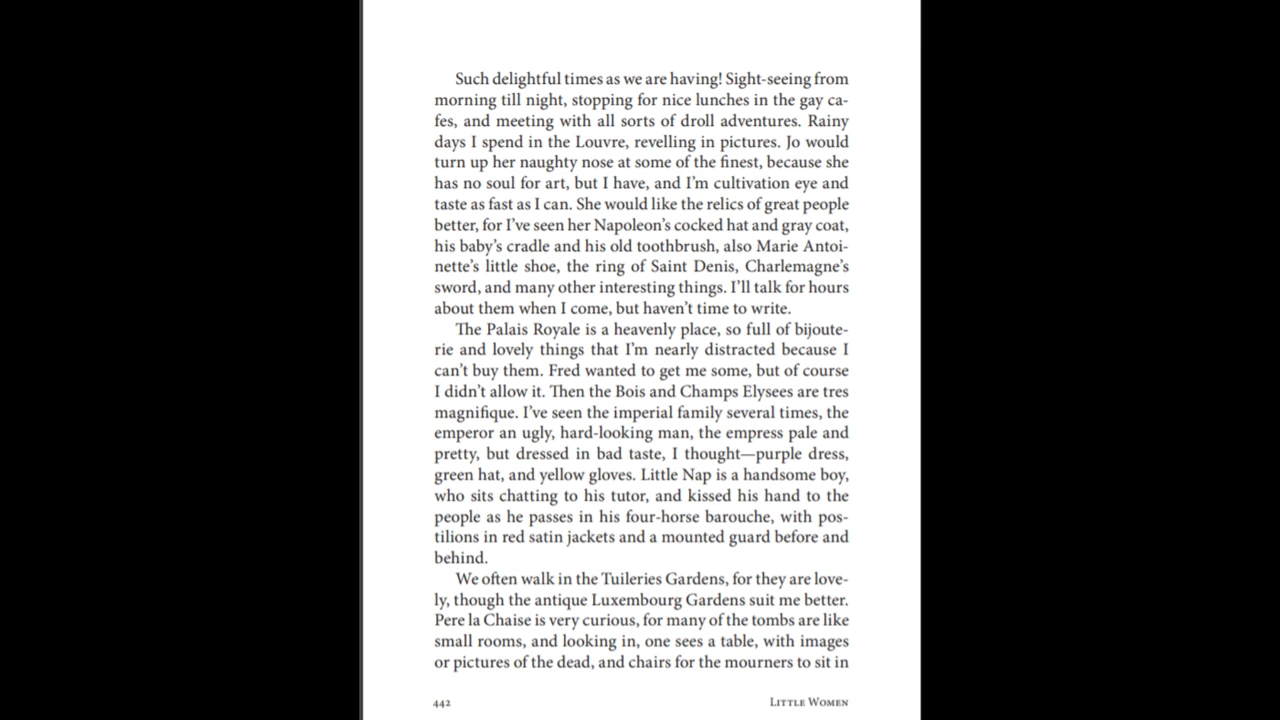 Such delightful times as we are having! Sight-seeing from
morning till night, stopping for nice lunches in the gay ca-
fes, and meeting with all sorts of droll adventures. Rainy
days I spend in the Louvre, revelling in pictures. Jo would
turn up her naughty nose at some of the finest, because she
has no soul for art, but I have, and I’m cultivation eye and
taste as fast as I can. She would like the relics of great people
better, for I’ve seen her Napoleon’s cocked hat and gray coat,
his baby’s cradle and his old toothbrush, also Marie Antoi-
nette’s little shoe, the ring of Saint Denis, Charlemagne’s
sword, and many other interesting things. I’ll talk for hours
about them when I come, but haven’t time to write.
The Palais Royale is a heavenly place, so full of bijoute-
rie and lovely things that I’m nearly distracted because I
can’t buy them. Fred wanted to get me some, but of course
I didn’t allow it. Then the Bois and Champs Elysees are tres
magnifique. I’ve seen the imperial family several times, the
emperor an ugly, hard-looking man, the empress pale and
pretty, but dressed in bad taste, I thought—purple dress,
green hat, and yellow gloves. Little Nap is a handsome boy,
who sits chatting to his tutor, and kissed his hand to the
people as he passes in his four-horse barouche, with pos-
tilions in red satin jackets and a mounted guard before and
behind.
We often walk in the Tuileries Gardens, for they are love-
ly, though the antique Luxembourg Gardens suit me better.
Pere la Chaise is very curious, for many of the tombs are like
small rooms, and looking in, one sees a table, with images
or pictures of the dead, and chairs for the mourners to sit in
442 Little Women